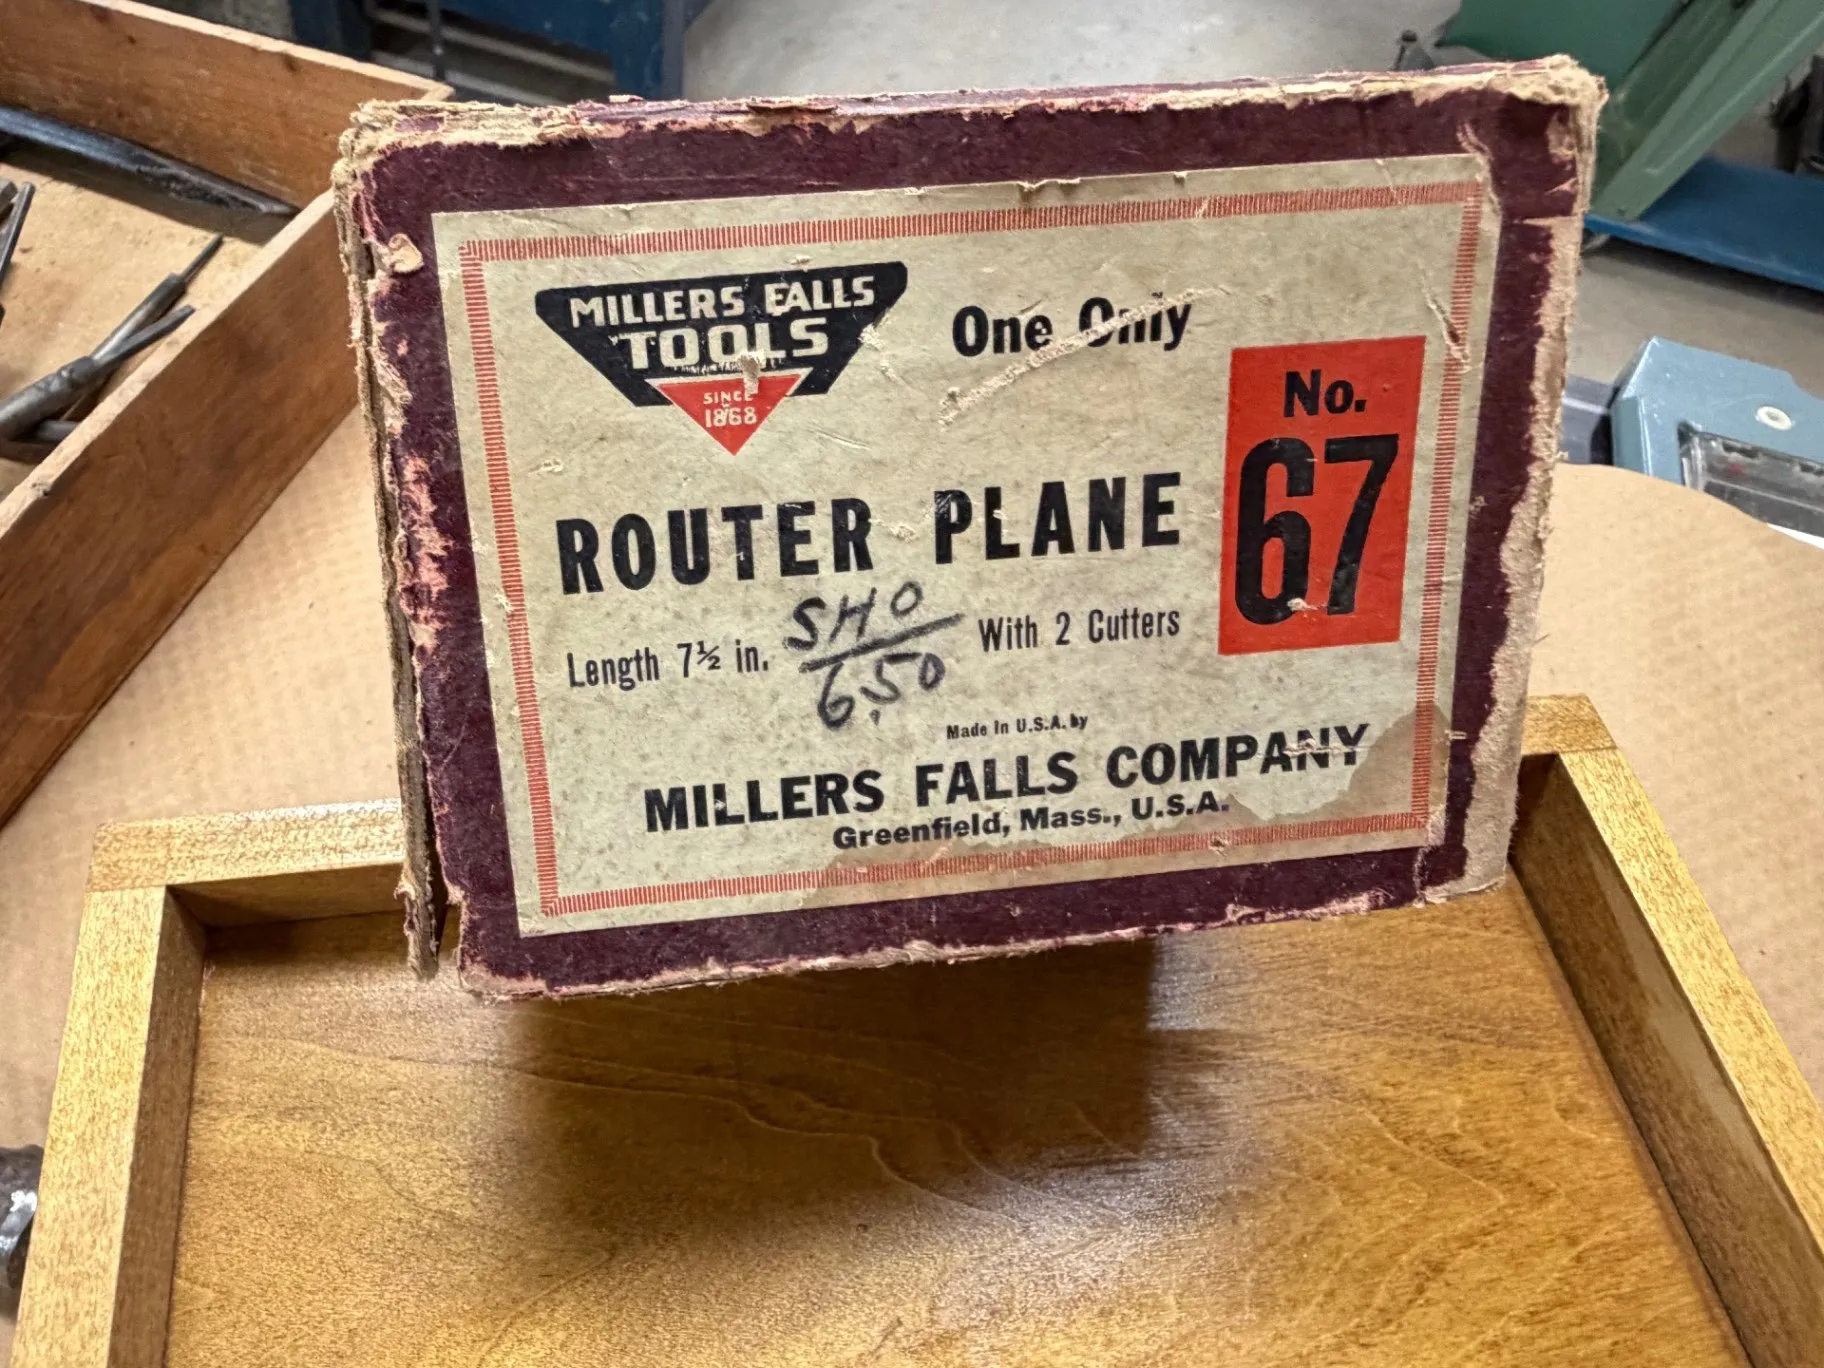 MILLERS FALLS
TOOLS
SINCE
1868
One Only
No.
67
ROUTER PLANE
Length 7½ in.
SHO
6.50
With 2 Cutters
Made in U.S.A. by
MILLERS FALLS COMPANY
Greenfield, Mass., U.S.A.